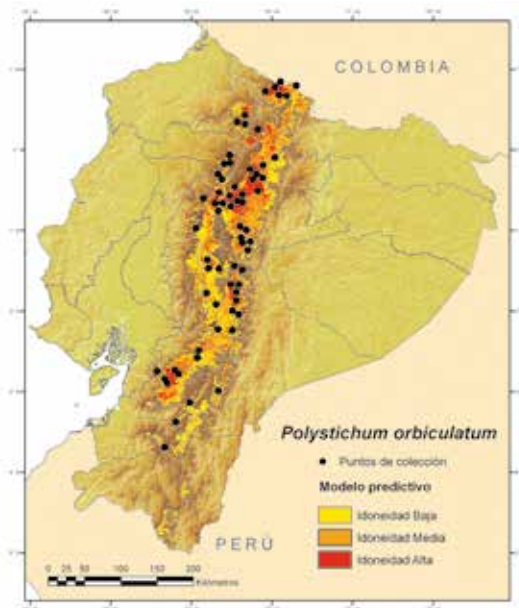 COLOMBIA
Polystichum orbiculatum
Puntos de colección
Modelo predictivo
Idoneidad Baja
Idoneidad Media
Idoneidad Alta
PERÚ
0 25 50 100 150 200
Kilómetros